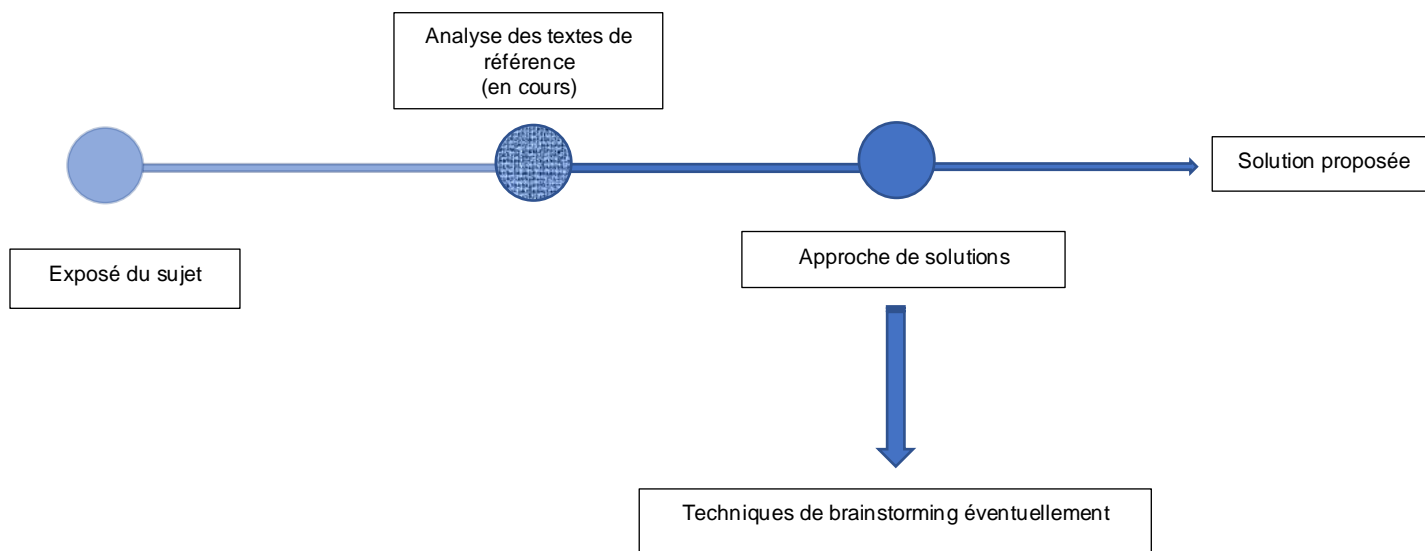 Analyse des textes de
référence
(en cours)
Solution proposée
Exposé du sujet
Approche de solutions
Techniques de brainstorming éventuellement